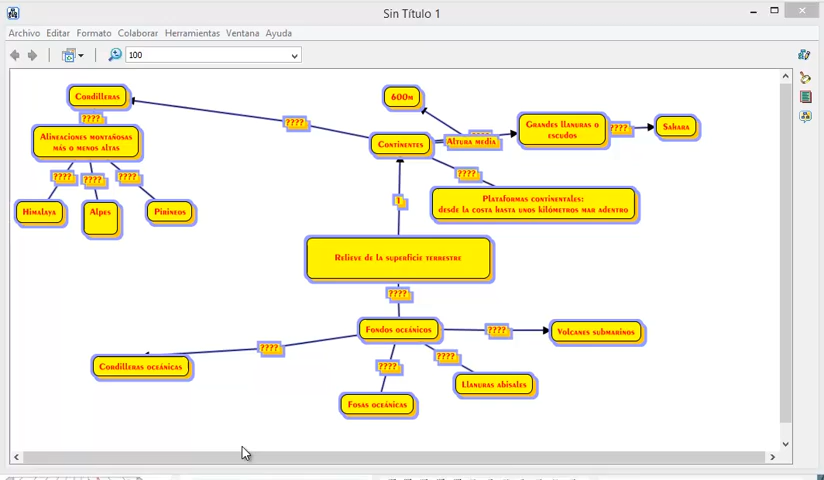 Sin Título 1
Archivo Editar Formato Colaborar Herramientas Ventana Ayuda
100
Cordilleras
????
Alineaciones montañosas
más o menos altas
????
????
????
Himalaya
Alpes
Pirineos
????
600m
Altura media
Continentes
Grandes llanuras o
escudos
????
Sahara
????
Plataformas continentales:
desde la costa hasta unos kilómetros mar adentro
1
Relieve de la superficie terrestre
????
Fondos oceánicos
????
Volcanes submarinos
????
Cordilleras oceánicas
????
Fosas oceánicas
????
Llanuras abisales